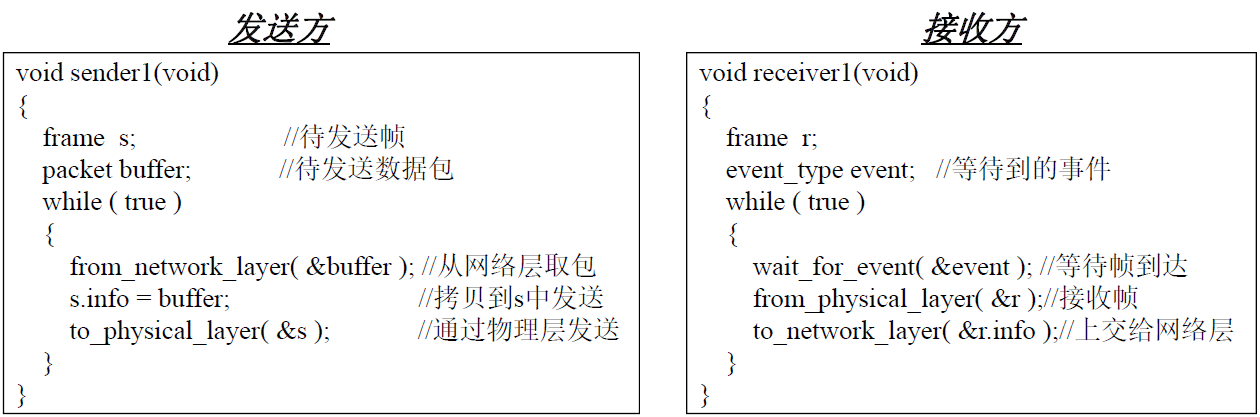 发送方
void sender1(void)
{
frame s; //待发送帧
packet buffer; //待发送数据包
while ( true )
{
from_network_layer( &buffer ); //从网络层取包
s.info = buffer; //拷贝到s中发送
to_physical_layer( &s ); //通过物理层发送
}
}
接收方
void receiver1(void)
{
frame r;
event_type event; //等待到的事件
while ( true )
{
wait_for_event( &event ); //等待帧到达
from_physical_layer( &r );//接收帧
to_network_layer( &r.info );//上交给网络层
}
}